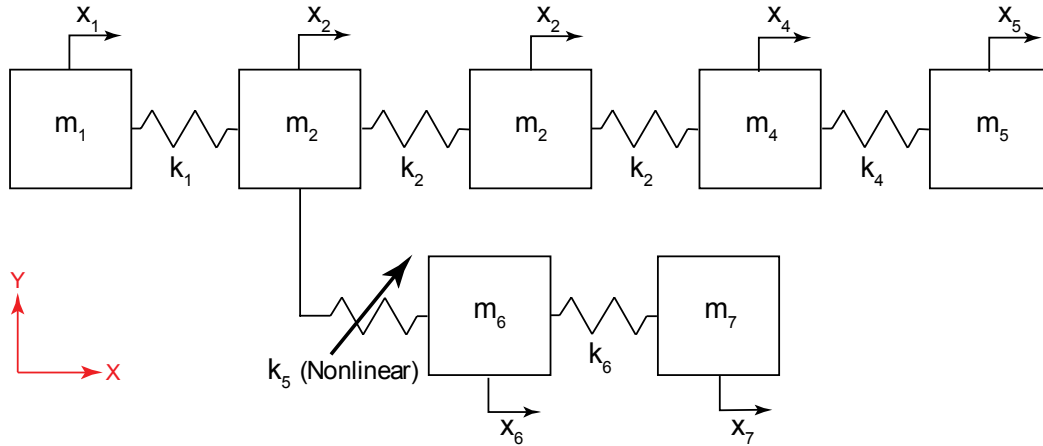 x₁ x₂ x₂ x₄ x₅
m₁ m₂ m₂ m₄ m₅
k₁ k₂ k₂ k₄
Y
X
m₆ m₇
k₅ (Nonlinear) k₆
x₆ x₇